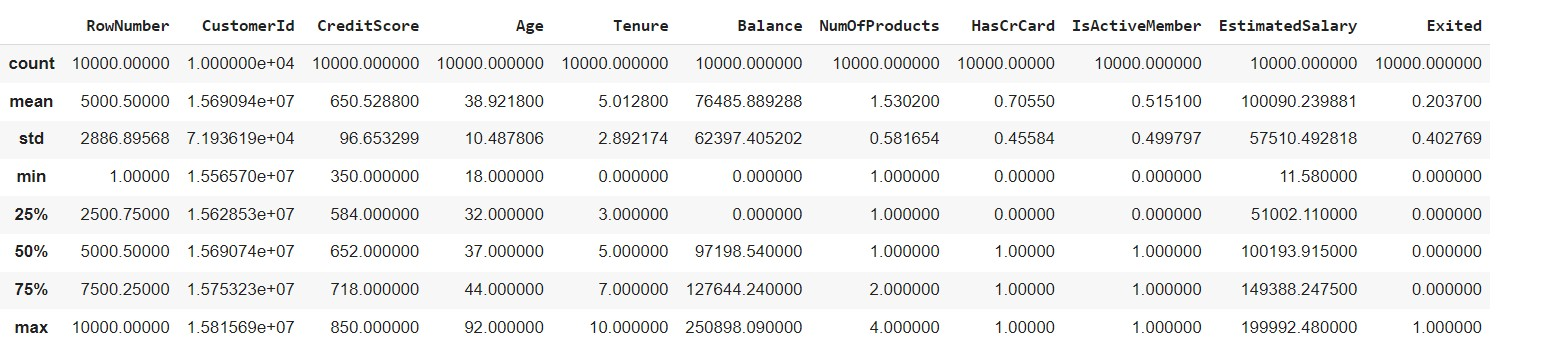 RowNumber CustomerId CreditScore Age Tenure Balance NumOfProducts HasCrCard IsActiveMember EstimatedSalary Exited
count 10000.00000 1.000000e+04 10000.000000 10000.000000 10000.000000 10000.000000 10000.000000 10000.00000 10000.000000 10000.000000 10000.000000
mean 5000.50000 1.569094e+07 650.528800 38.921800 5.012800 76485.889288 1.530200 0.70550 0.515100 100090.239881 0.203700
std 2886.89568 7.193619e+04 96.653299 10.487806 2.892174 62397.405202 0.581654 0.45584 0.499797 57510.492818 0.402769
min 1.00000 1.556570e+07 350.000000 18.000000 0.000000 0.000000 1.000000 0.00000 0.000000 11.580000 0.000000
25% 2500.75000 1.562853e+07 584.000000 32.000000 3.000000 0.000000 1.000000 0.00000 0.000000 51002.110000 0.000000
50% 5000.50000 1.569074e+07 652.000000 37.000000 5.000000 97198.540000 1.000000 1.00000 1.000000 100193.915000 0.000000
75% 7500.25000 1.575323e+07 718.000000 44.000000 7.000000 127644.240000 2.000000 1.00000 1.000000 149388.247500 0.000000
max 10000.00000 1.581569e+07 850.000000 92.000000 10.000000 250898.090000 4.000000 1.00000 1.000000 199992.480000 1.000000